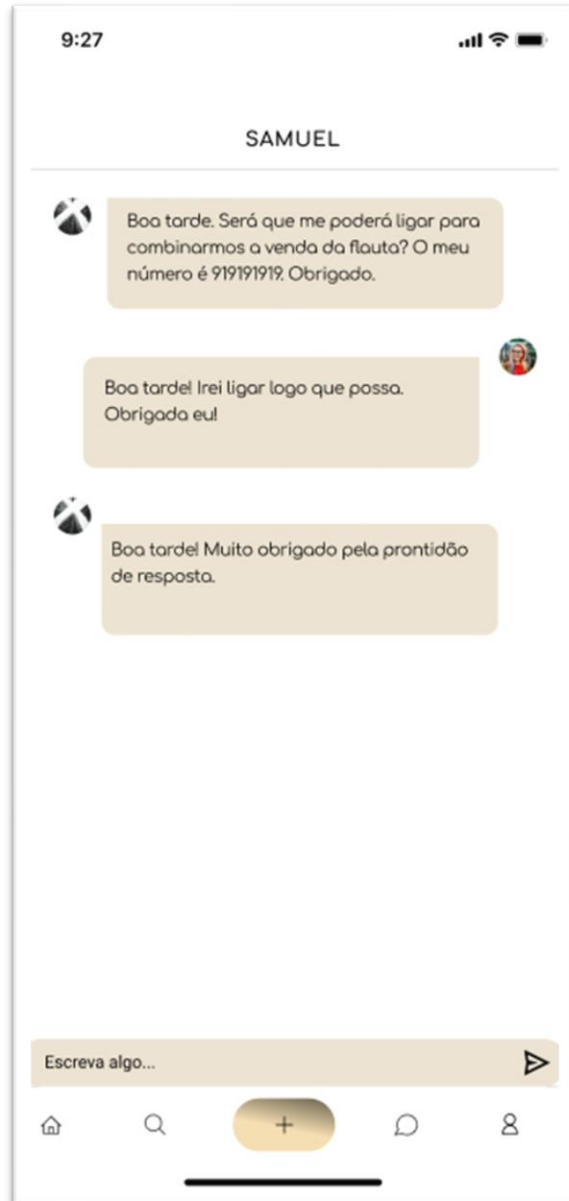 9:27
SAMUEL
Boa tarde. Será que me poderá ligar para
combinarmos a venda da flauta? O meu
número é 919191919. Obrigado.
Boa tarde! Irei ligar logo que possa.
Obrigada eu!
Boa tarde! Muito obrigado pela prontidão
de resposta.
Escreva algo...